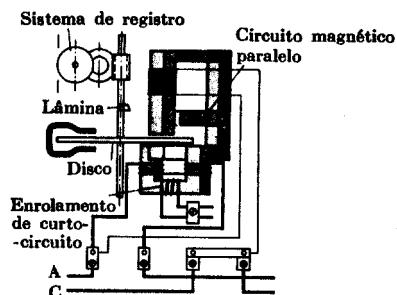 Sistema de registro
Circuito magnético
paralelo
Lâmina
Disco
Enrolamento
de curto-
-circuito
A
C